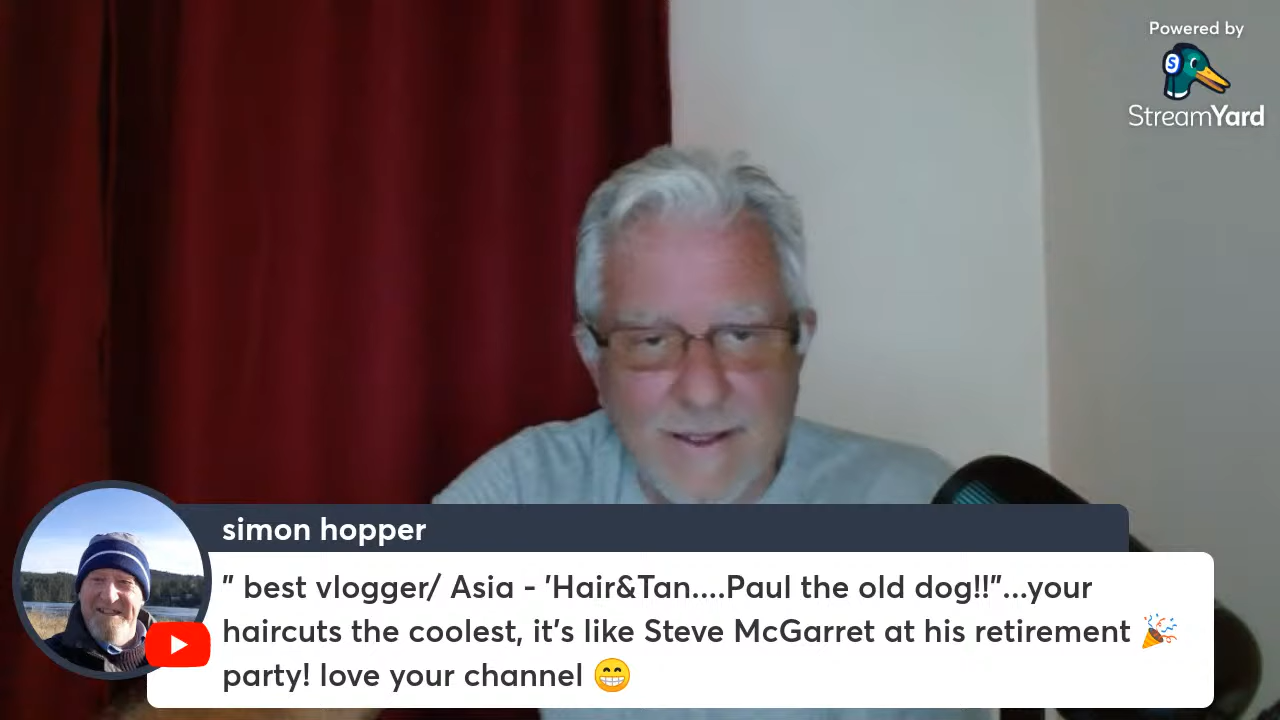 Powered by
S
StreamYard
simon hopper
" best vlogger/ Asia - 'Hair&Tan....Paul the old dog!!"...your
haircuts the coolest, it's like Steve McGarret at his retirement 🎉
party! love your channel 😁